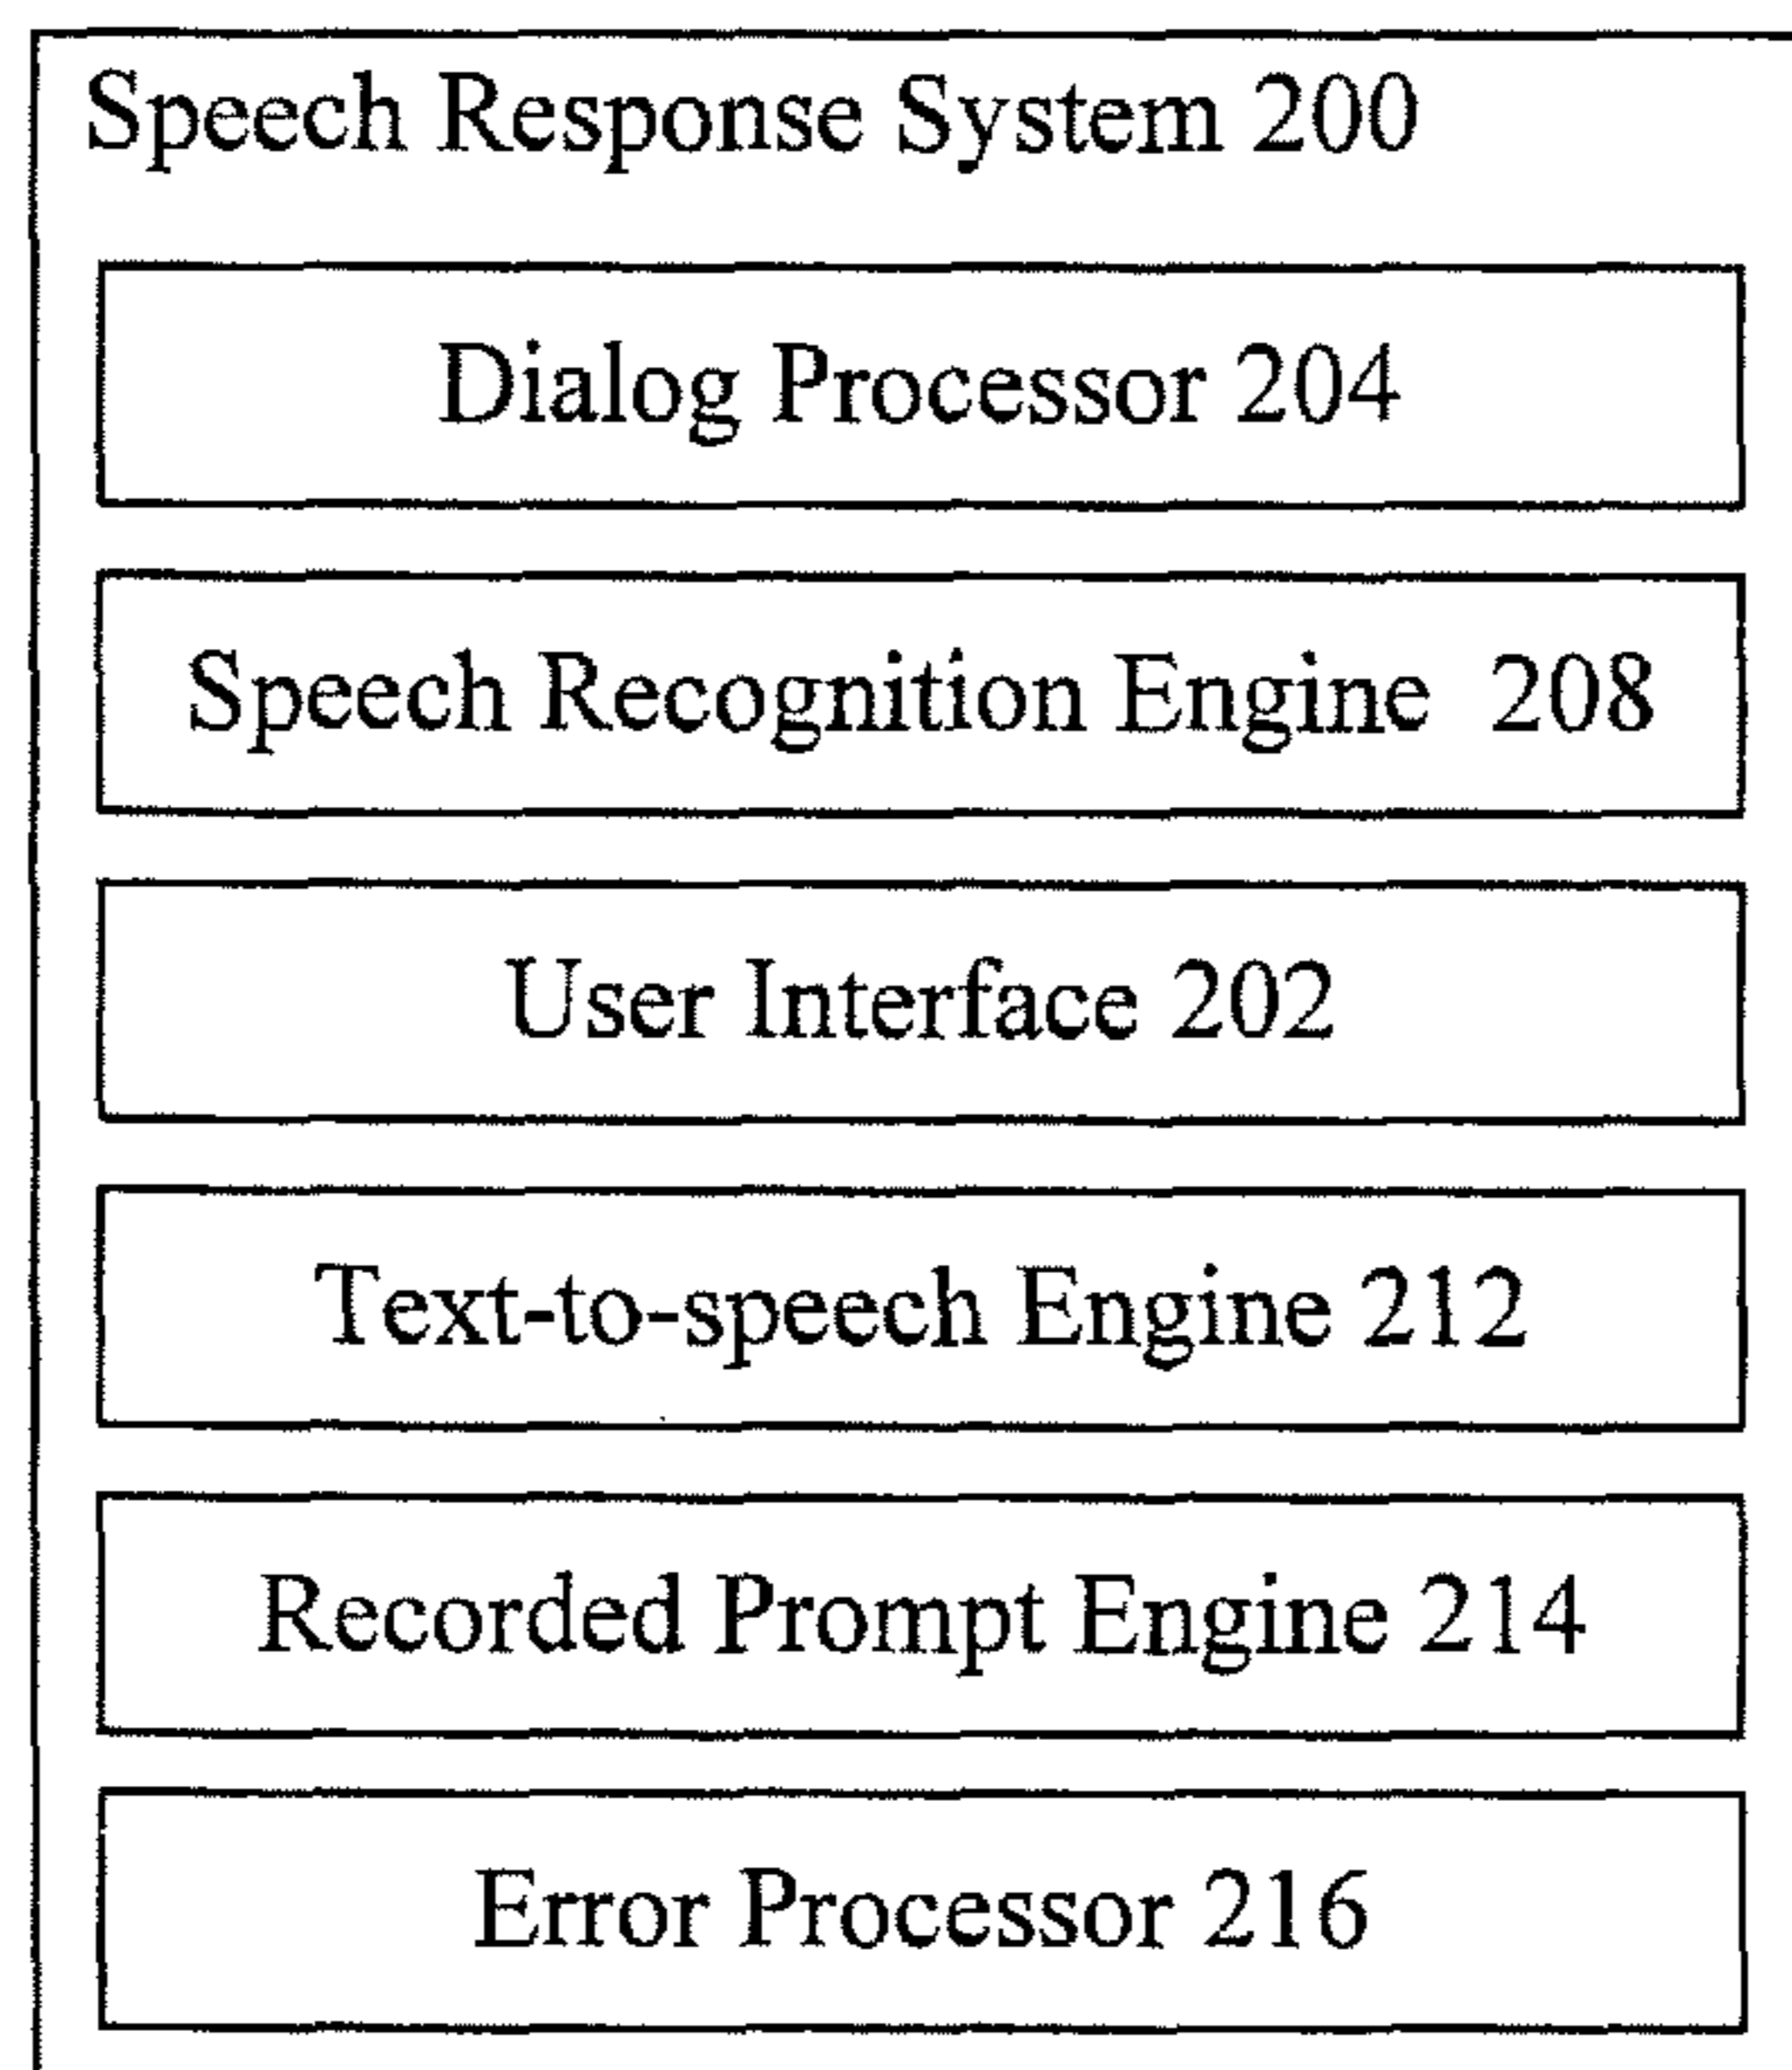 Speech Response System 200
Dialog Processor 204
Speech Recognition Engine 208
User Interface 202
Text-to-speech Engine 212
Recorded Prompt Engine 214
Error Processor 216